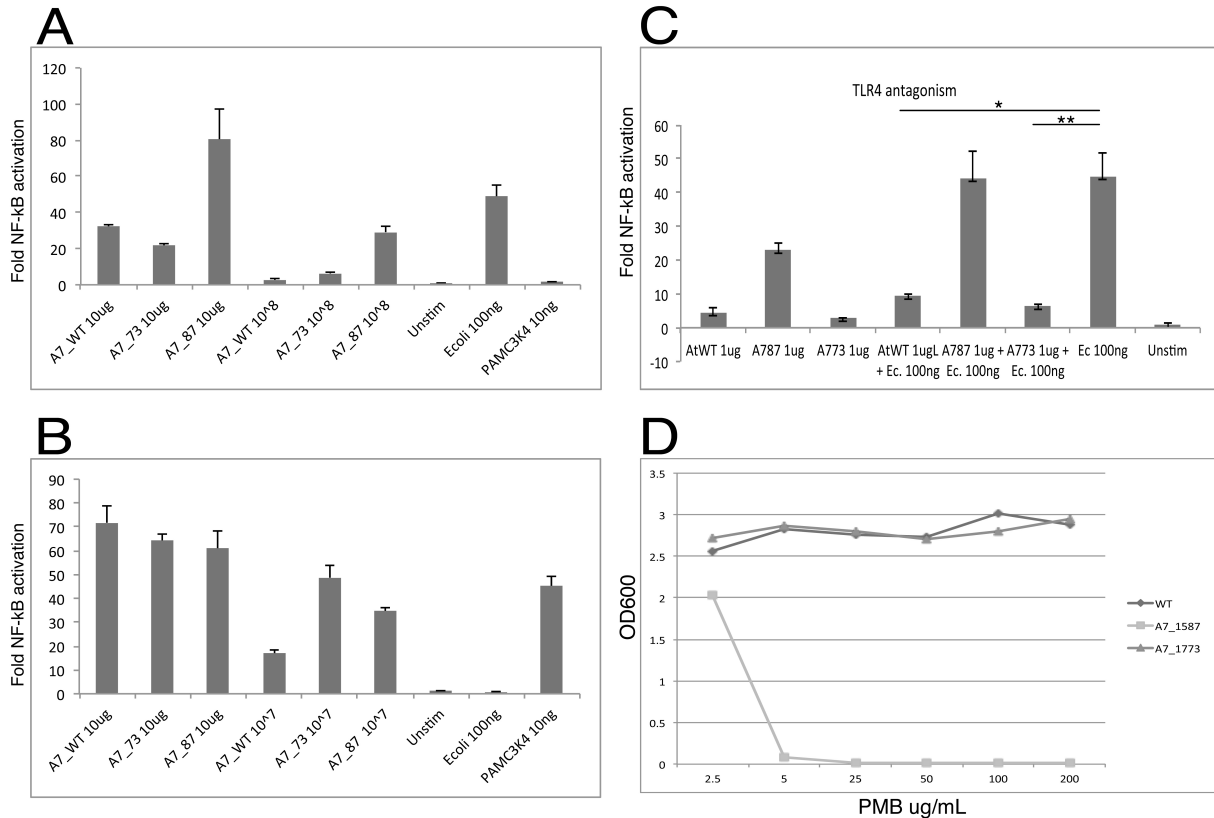 A
Fold NF-kB activation
120
100
80
60
40
20
0
A7_WT 10ug
A7_73 10ug
A7_87 10ug
A7_WT 10^8
A7_73 10^8
A7_87 10^8
Unstim
Ecoli 100ng
PAMC3K4 10ng
B
Fold NF-kB activation
90
80
70
60
50
40
30
20
10
0
A7_WT 10ug
A7_73 10ug
A7_87 10ug
A7_WT 10^7
A7_73 10^7
A7_87 10^7
Unstim
Ecoli 100ng
PAMC3K4 10ng
C
TLR4 antagonism
*
**
Fold NF-kB activation
60
50
40
30
20
10
0
-10
AtWT 1ug
A787 1ug
A773 1ug
AtWT 1ugL
+ Ec. 100ng
A787 1ug +
Ec. 100ng
A773 1ug +
Ec. 100ng
Ec 100ng
Unstim
D
OD600
3.5
3
2.5
2
1.5
1
0.5
0
2.5
5
25
50
100
200
PMB ug/mL
WT
A7_1587
A7_1773